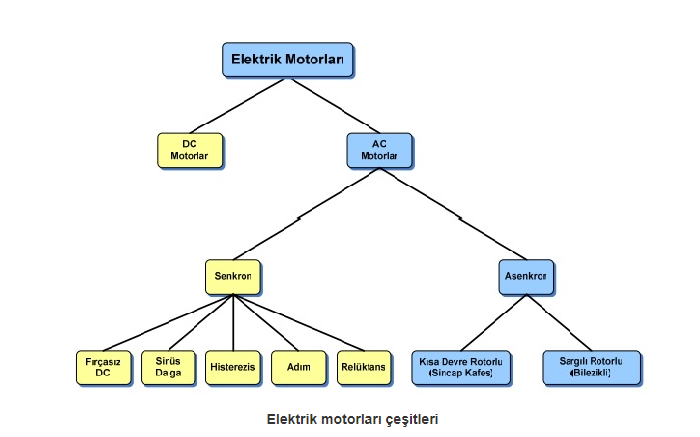 Elektrik Motorları
DC
Motorlar
AC
Motorlar
Senkron
Asenkror
Fırçasız
DC
Sirüs
Daga
Histerezis
Adım
Relüktans
Kısa Devre Rotorlu
(Sincap Kafes)
Sargılı Rotorlu
(Bilezikli)
Elektrik motorları çeşitleri